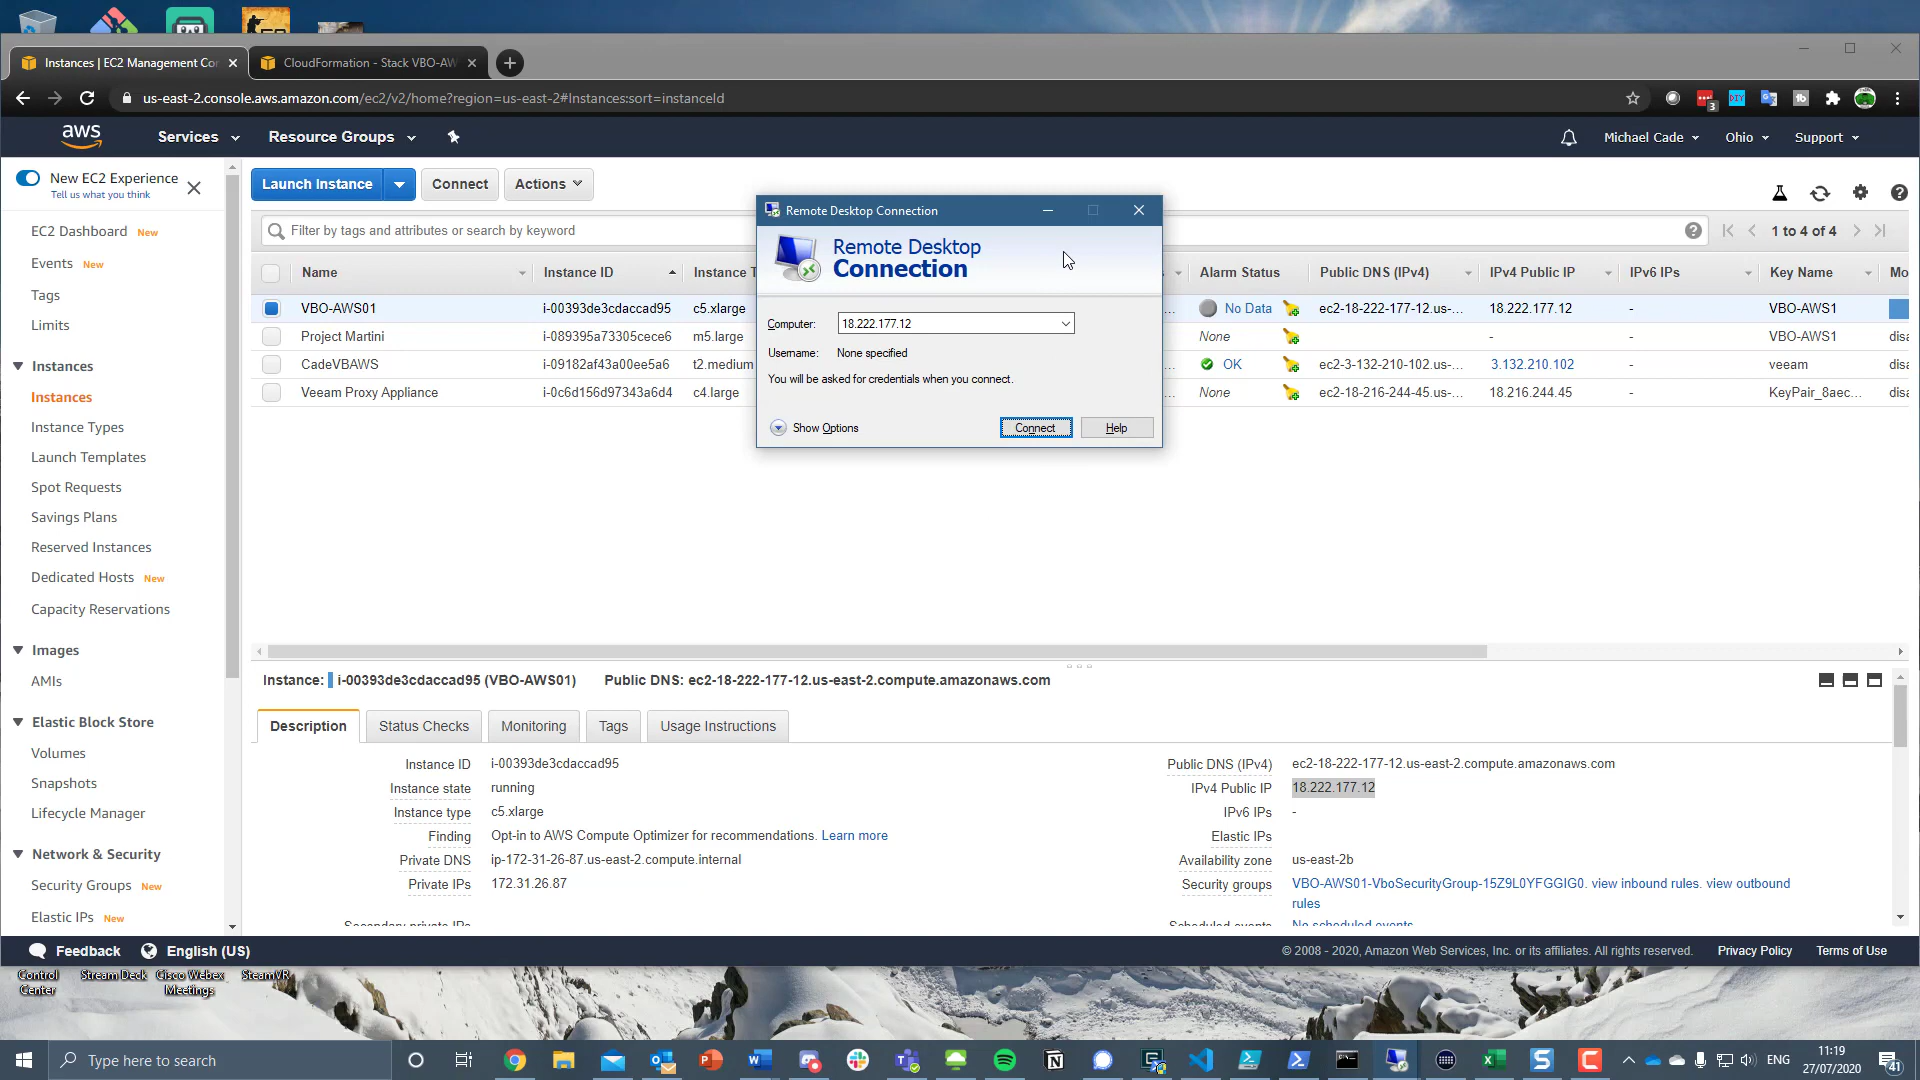 Instances | EC2 Management Con
CloudFormation - Stack VBO-AW
us-east-2.console.aws.amazon.com/ec2/v2/home?region=us-east-2#Instances:sort=instanceId
3
DIY
aws
Services
Resource Groups
Michael Cade
Ohio
Support
New EC2 Experience
Tell us what you think
Launch Instance
Connect
Actions
Filter by tags and attributes or search by keyword
1 to 4 of 4
Name
Instance ID
Instance T
Alarm Status
Public DNS (IPv4)
IPv4 Public IP
IPv6 IPs
Key Name
Mo
VBO-AWS01
i-00393de3cdaccad95
c5.xlarge
...
No Data
ec2-18-222-177-12.us-...
18.222.177.12
-
VBO-AWS1
Project Martini
i-089395a73305cece6
m5.large
None
-
-
VBO-AWS1
disa
CadeVBAWS
i-09182af43a00ee5a6
t2.medium
...
OK
ec2-3-132-210-102.us-...
3.132.210.102
-
veeam
disa
Veeam Proxy Appliance
i-0c6d156d97343a6d4
c4.large
...
None
ec2-18-216-244-45.us-...
18.216.244.45
-
KeyPair_8aec...
disa
Remote Desktop Connection
Remote Desktop
Connection
Computer:
18.222.177.12
Username:
None specified
You will be asked for credentials when you connect.
Show Options
Connect
Help
EC2 Dashboard New
Events New
Tags
Limits
Instances
Instances
Instance Types
Launch Templates
Spot Requests
Savings Plans
Reserved Instances
Dedicated Hosts New
Capacity Reservations
Images
AMIs
Elastic Block Store
Volumes
Snapshots
Lifecycle Manager
Network & Security
Security Groups New
Elastic IPs New
Instance: i-00393de3cdaccad95 (VBO-AWS01) Public DNS: ec2-18-222-177-12.us-east-2.compute.amazonaws.com
Description
Status Checks
Monitoring
Tags
Usage Instructions
Instance ID i-00393de3cdaccad95
Instance state running
Instance type c5.xlarge
Finding Opt-in to AWS Compute Optimizer for recommendations. Learn more
Private DNS ip-172-31-26-87.us-east-2.compute.internal
Private IPs 172.31.26.87
Secondary private IPs
Public DNS (IPv4) ec2-18-222-177-12.us-east-2.compute.amazonaws.com
IPv4 Public IP 18.222.177.12
IPv6 IPs -
Elastic IPs
Availability zone us-east-2b
Security groups VBO-AWS01-VboSecurityGroup-15Z9L0YFGGIG0. view inbound rules. view outbound
rules
Scheduled events No scheduled events
Feedback
English (US)
© 2008 - 2020, Amazon Web Services, Inc. or its affiliates. All rights reserved.
Privacy Policy
Terms of Use
Control
Center
Stream Deck
Cisco Webex
Meetings
SteamVR
Type here to search
ENG
11:19
27/07/2020
41